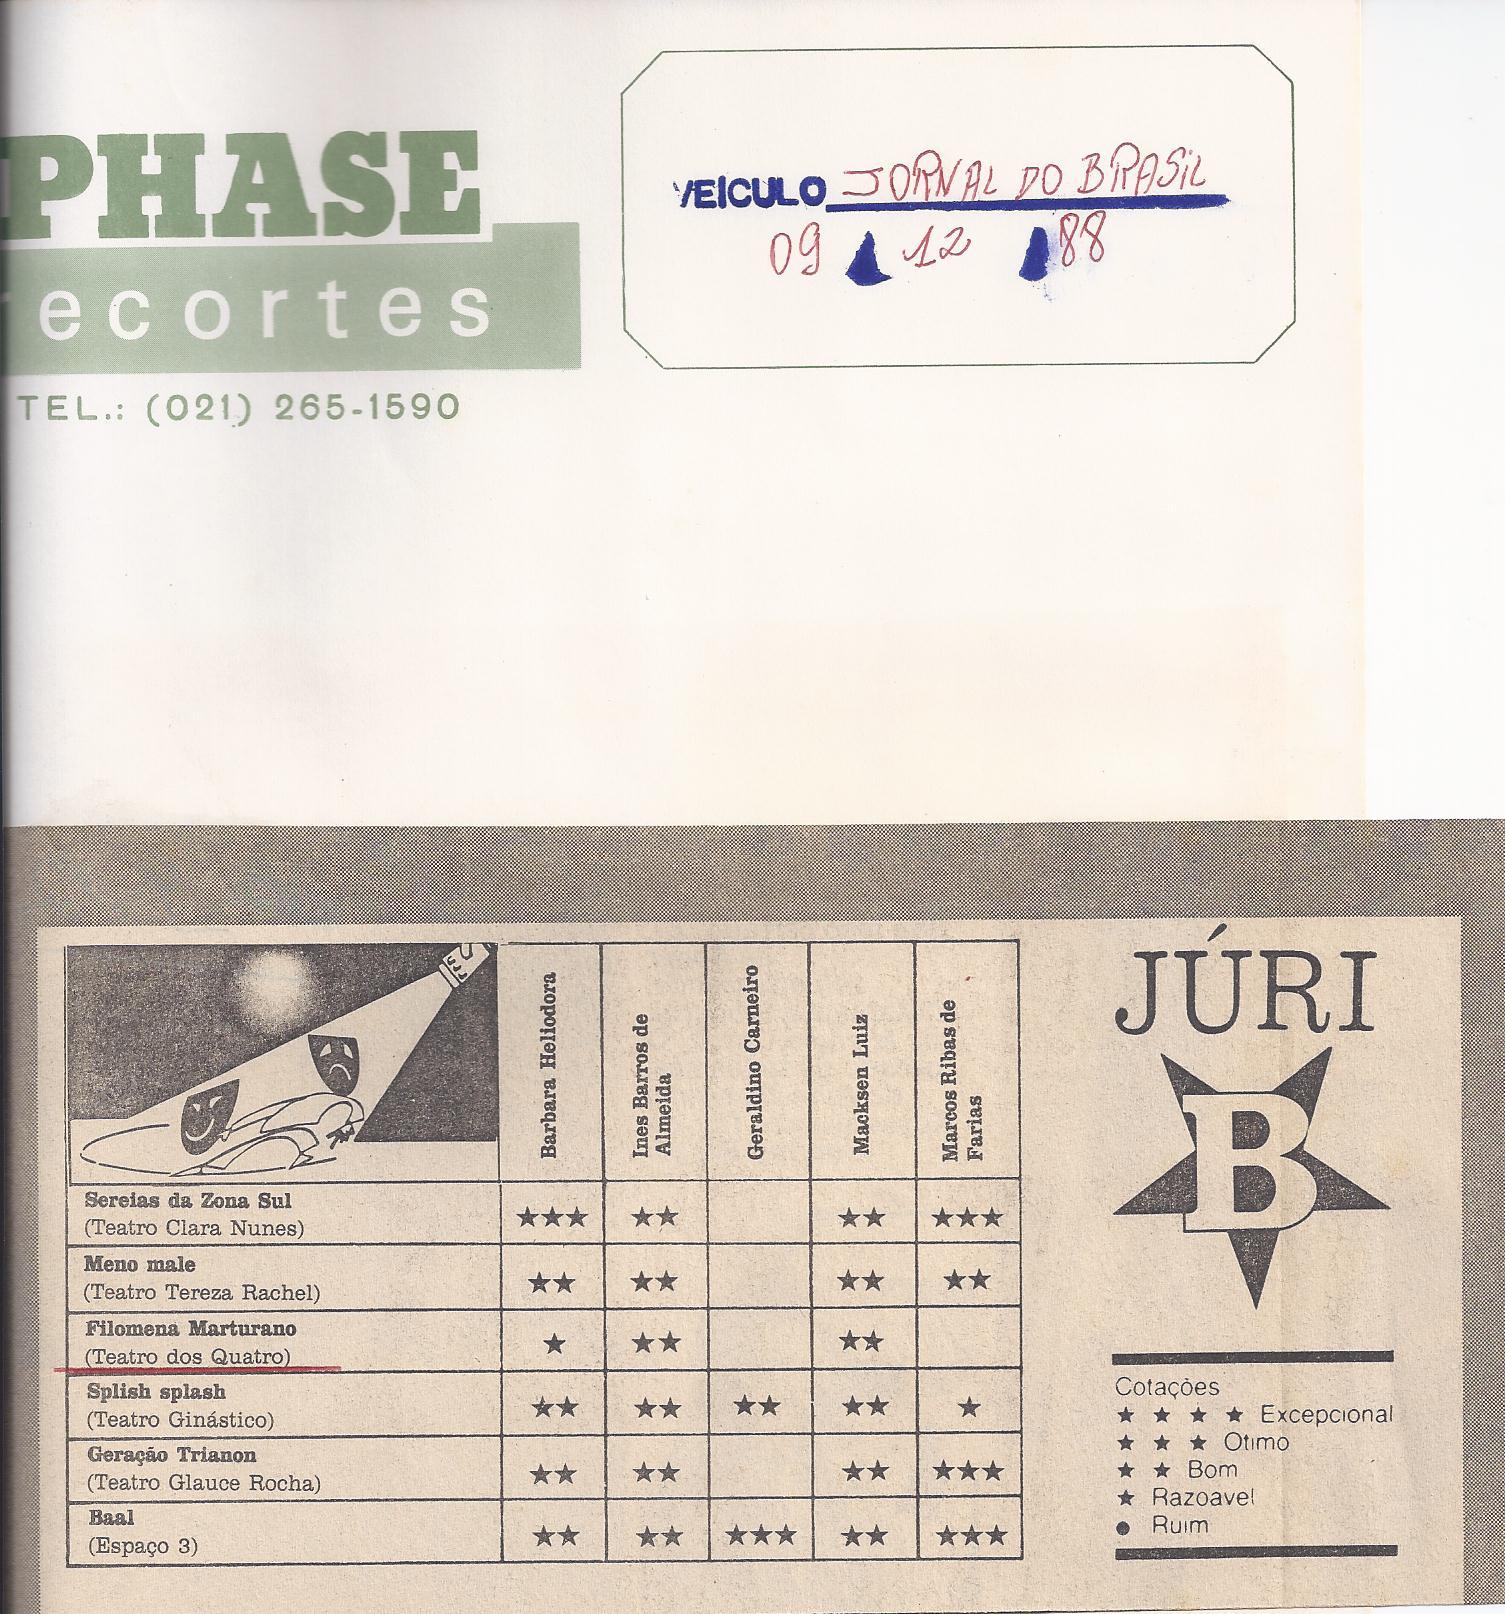 PHASE
ecortes
TEL.: (021) 265-1590
VEÍCULO JORNAL DO BRASIL
09 12 88
Barbara Heliodora
Ines Barros de
Almeida
Geraldino Carneiro
Macksen Luiz
Marcos Ribas de
Farias
Sereias da Zona Sul
(Teatro Clara Nunes) ★★★ ★★ ★★ ★★★
Meno male
(Teatro Tereza Rachel) ★★ ★★ ★★ ★★
Filomena Marturano
(Teatro dos Quatro) ★ ★★ ★★
Splish splash
(Teatro Ginástico) ★★ ★★ ★★ ★★ ★
Geração Trianon
(Teatro Glauce Rocha) ★★ ★★ ★★ ★★★
Baal
(Espaço 3) ★★ ★★ ★★★ ★★ ★★★
JÚRI
B
Cotações
★ ★ ★ ★ Excepcional
★ ★ ★ Otimo
★ ★ Bom
★ Razoavel
● Ruim